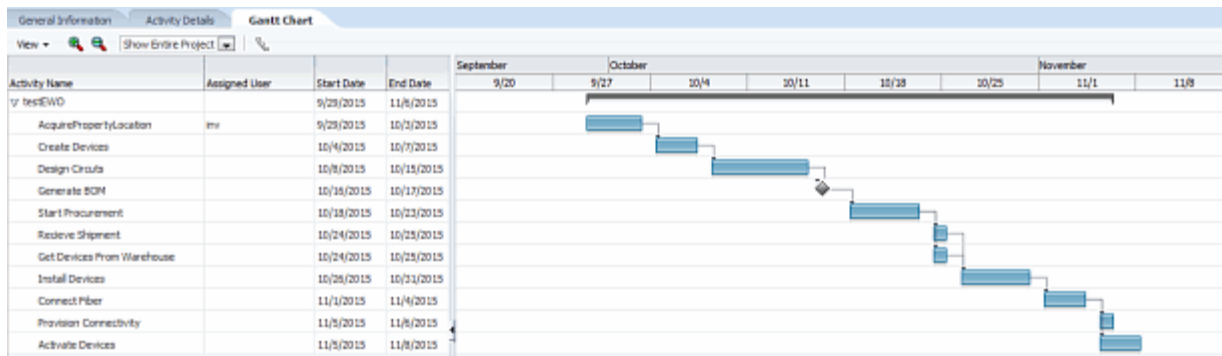 General Information Activity Details Gantt Chart
View Show Entire Project
September October November
Activity Name Assigned User Start Date End Date 9/20 9/27 10/4 10/11 10/18 10/25 11/1 11/8
testEWO 9/29/2015 11/6/2015
AcquirePropertyLocation inv 9/29/2015 10/3/2015
Create Devices 10/4/2015 10/7/2015
Design Circuts 10/8/2015 10/15/2015
Generate BOM 10/16/2015 10/17/2015
Start Procurement 10/18/2015 10/23/2015
Recieve Shipment 10/24/2015 10/25/2015
Get Devices From Warehouse 10/24/2015 10/25/2015
Install Devices 10/26/2015 10/31/2015
Connect Fiber 11/1/2015 11/4/2015
Provision Connectivity 11/5/2015 11/6/2015
Activate Devices 11/5/2015 11/8/2015